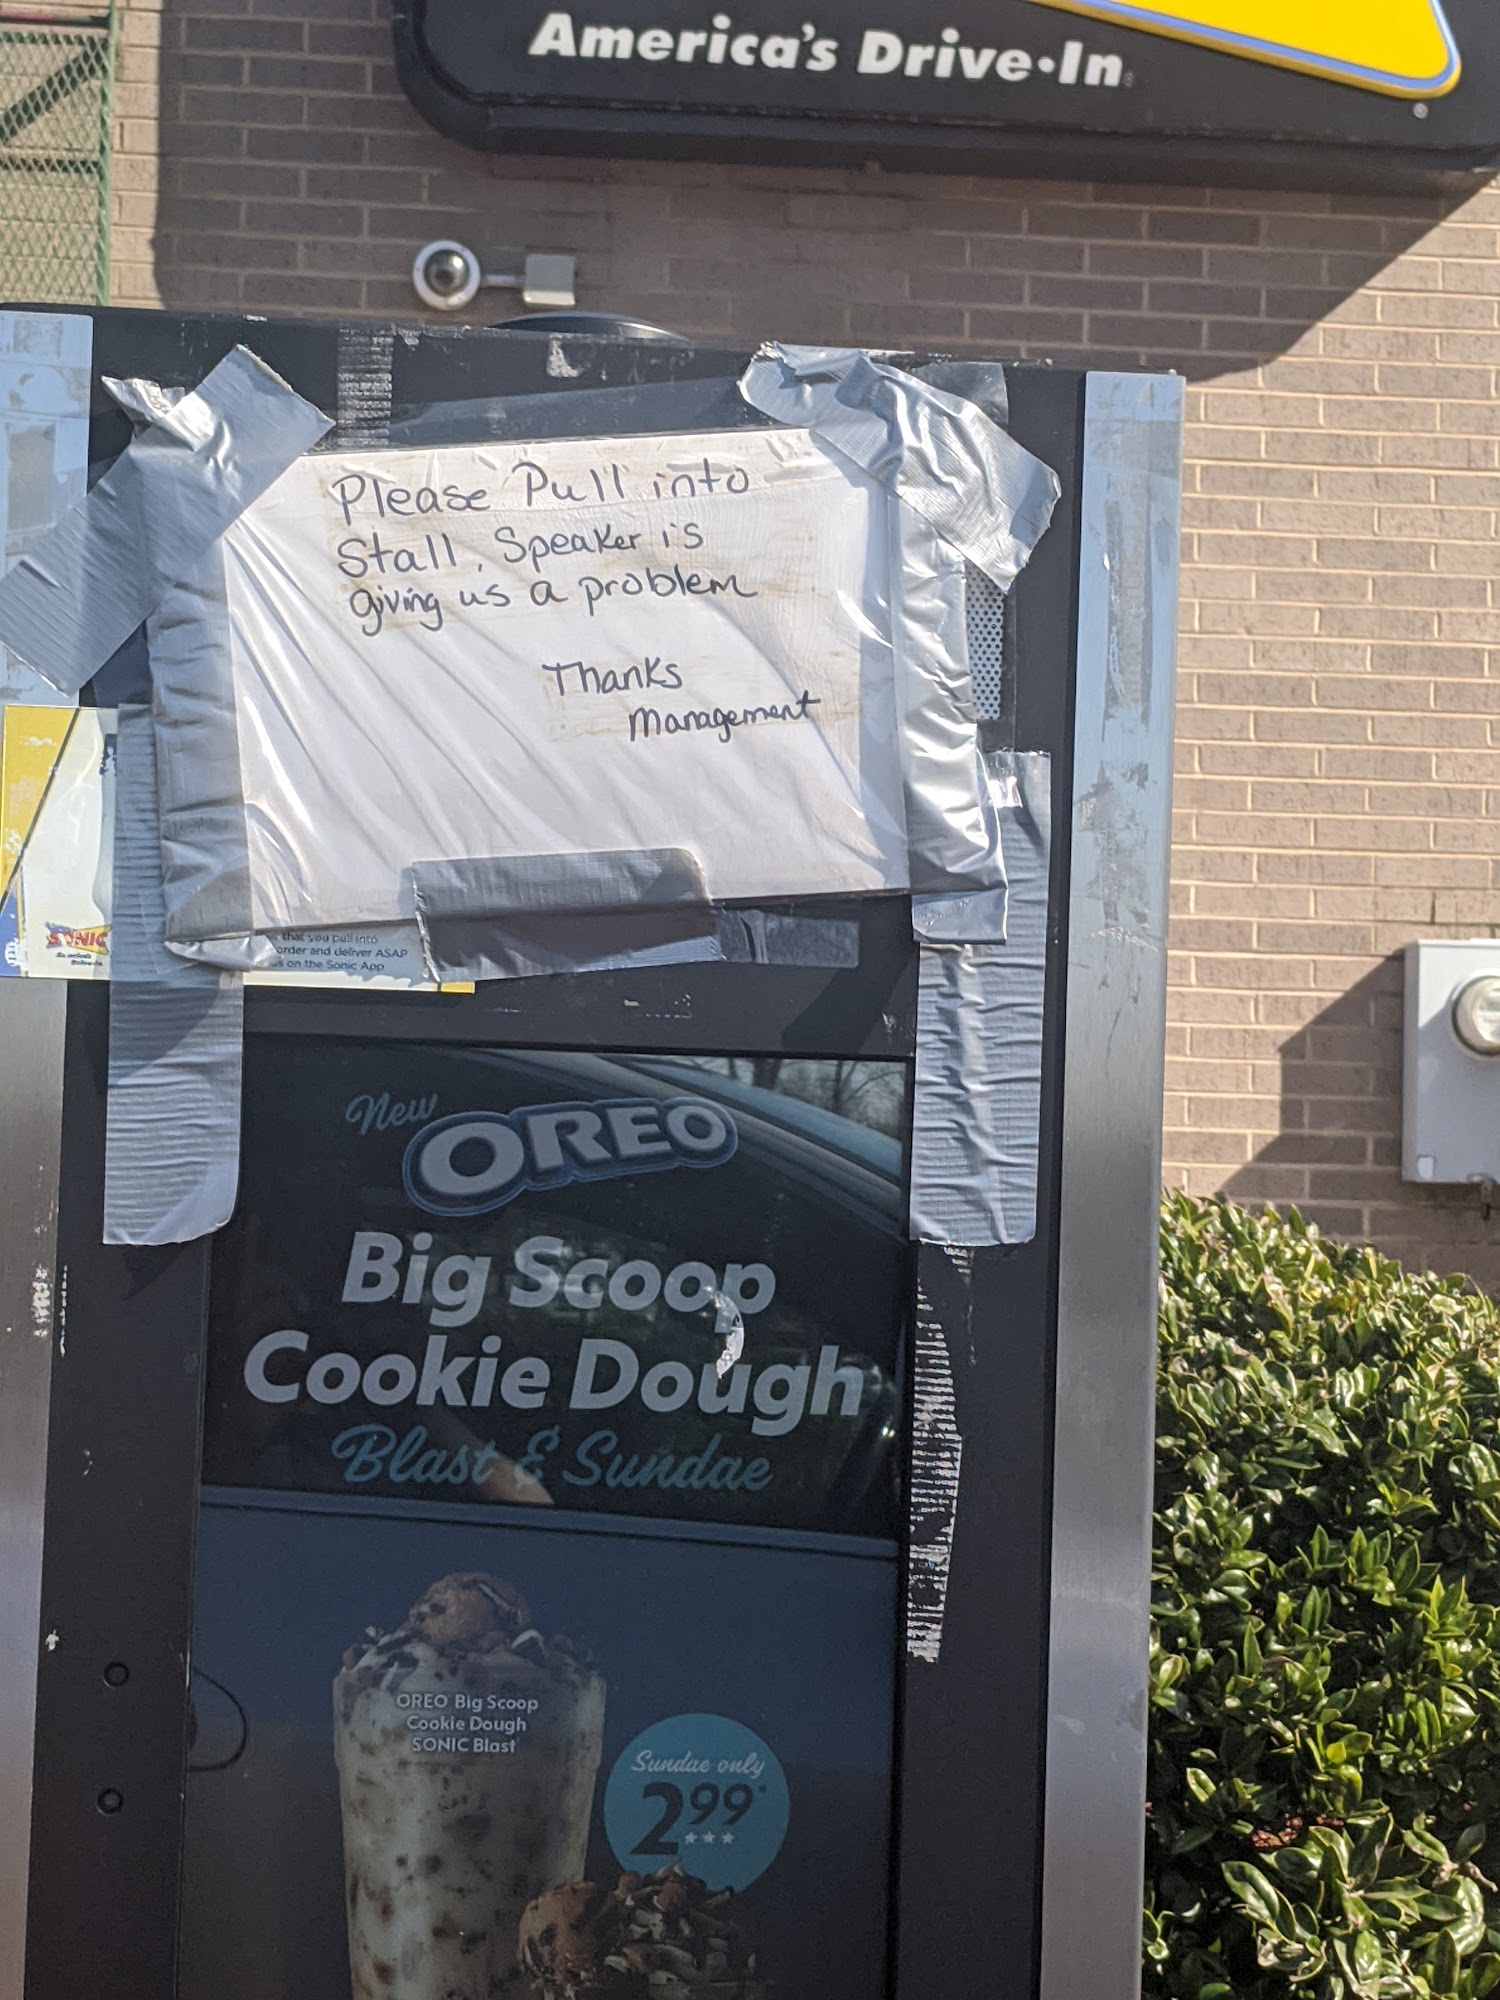 America's Drive-In
Please Pull into
Stall, Speaker is
giving us a problem
Thanks
Management
SONIC
that you pull into
order and deliver ASAP
on the Sonic App
New
OREO
Big Scoop
Cookie Dough
Blast & Sundae
OREO Big Scoop
Cookie Dough
SONIC Blast
Sundae only
2.99*
***